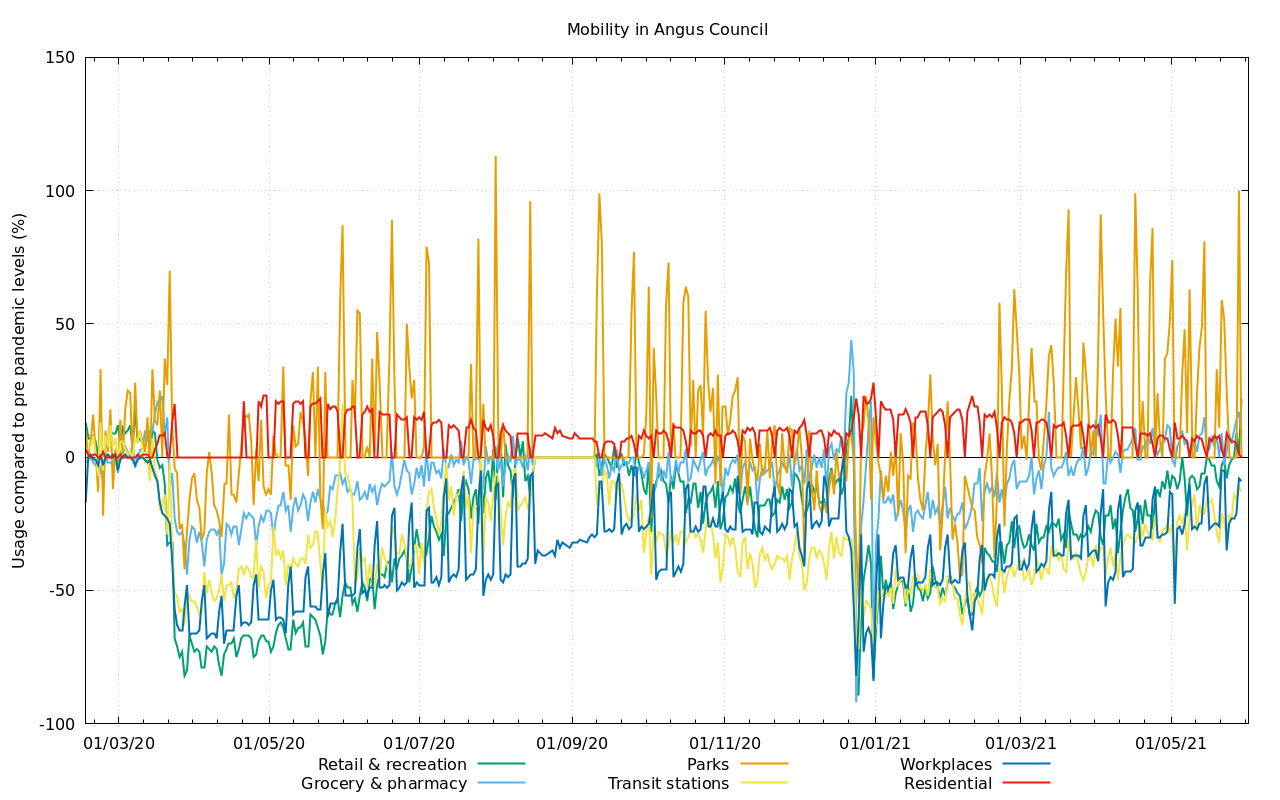 Mobility in Angus Council
Usage compared to pre pandemic levels (%)
150
100
50
0
-50
-100
01/03/20 01/05/20 01/07/20 01/09/20 01/11/20 01/01/21 01/03/21 01/05/21
Retail & recreation Parks Workplaces
Grocery & pharmacy Transit stations Residential